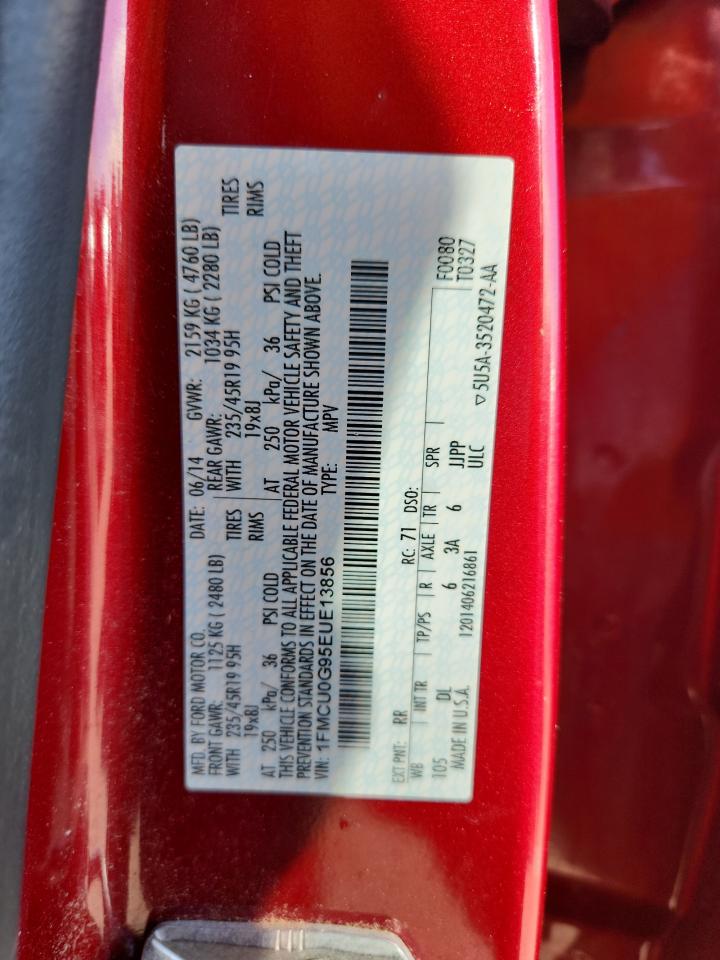 MFD. BY FORD MOTOR CO. DATE: 06/14 GVWR: 2159 KG ( 4760 LB)
FRONT GAWR: 1125 KG ( 2480 LB) REAR GAWR: 1034 KG ( 2280 LB)
WITH 235/45R19 95H TIRES WITH 235/45R19 95H TIRES
19x8J RIMS 19x8J RIMS
AT 250 kPa/ 36 PSI COLD AT 250 kPa/ 36 PSI COLD
THIS VEHICLE CONFORMS TO ALL APPLICABLE FEDERAL MOTOR VEHICLE SAFETY AND THEFT
PREVENTION STANDARDS IN EFFECT ON THE DATE OF MANUFACTURE SHOWN ABOVE.
VIN: 1FMCU0G95EUE13856 TYPE: MPV
EXT PNT: RR RC: 71 DSO: F0080
WB INT TR TP/PS R AXLE TR SPR T0327
105 DL 6 3A 6 JJPP
MADE IN U.S.A. 1201406216861 ULC ▽ 5U5A-3520472-AA